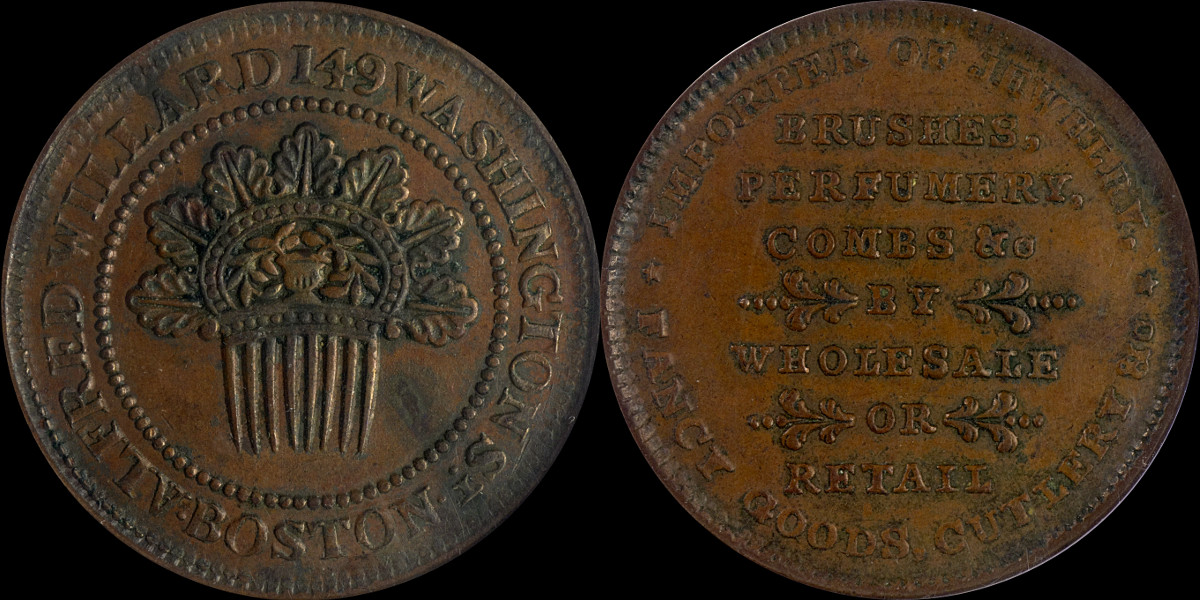 ALFRED WILLARD 149 WASHINGTON ST.
BOSTON.
IMPORTER OF JEWELRY.
BRUSHES,
PERFUMERY,
COMBS &c
BY
WHOLESALE
OR
RETAIL
FANCY GOODS, CUTLERY &c